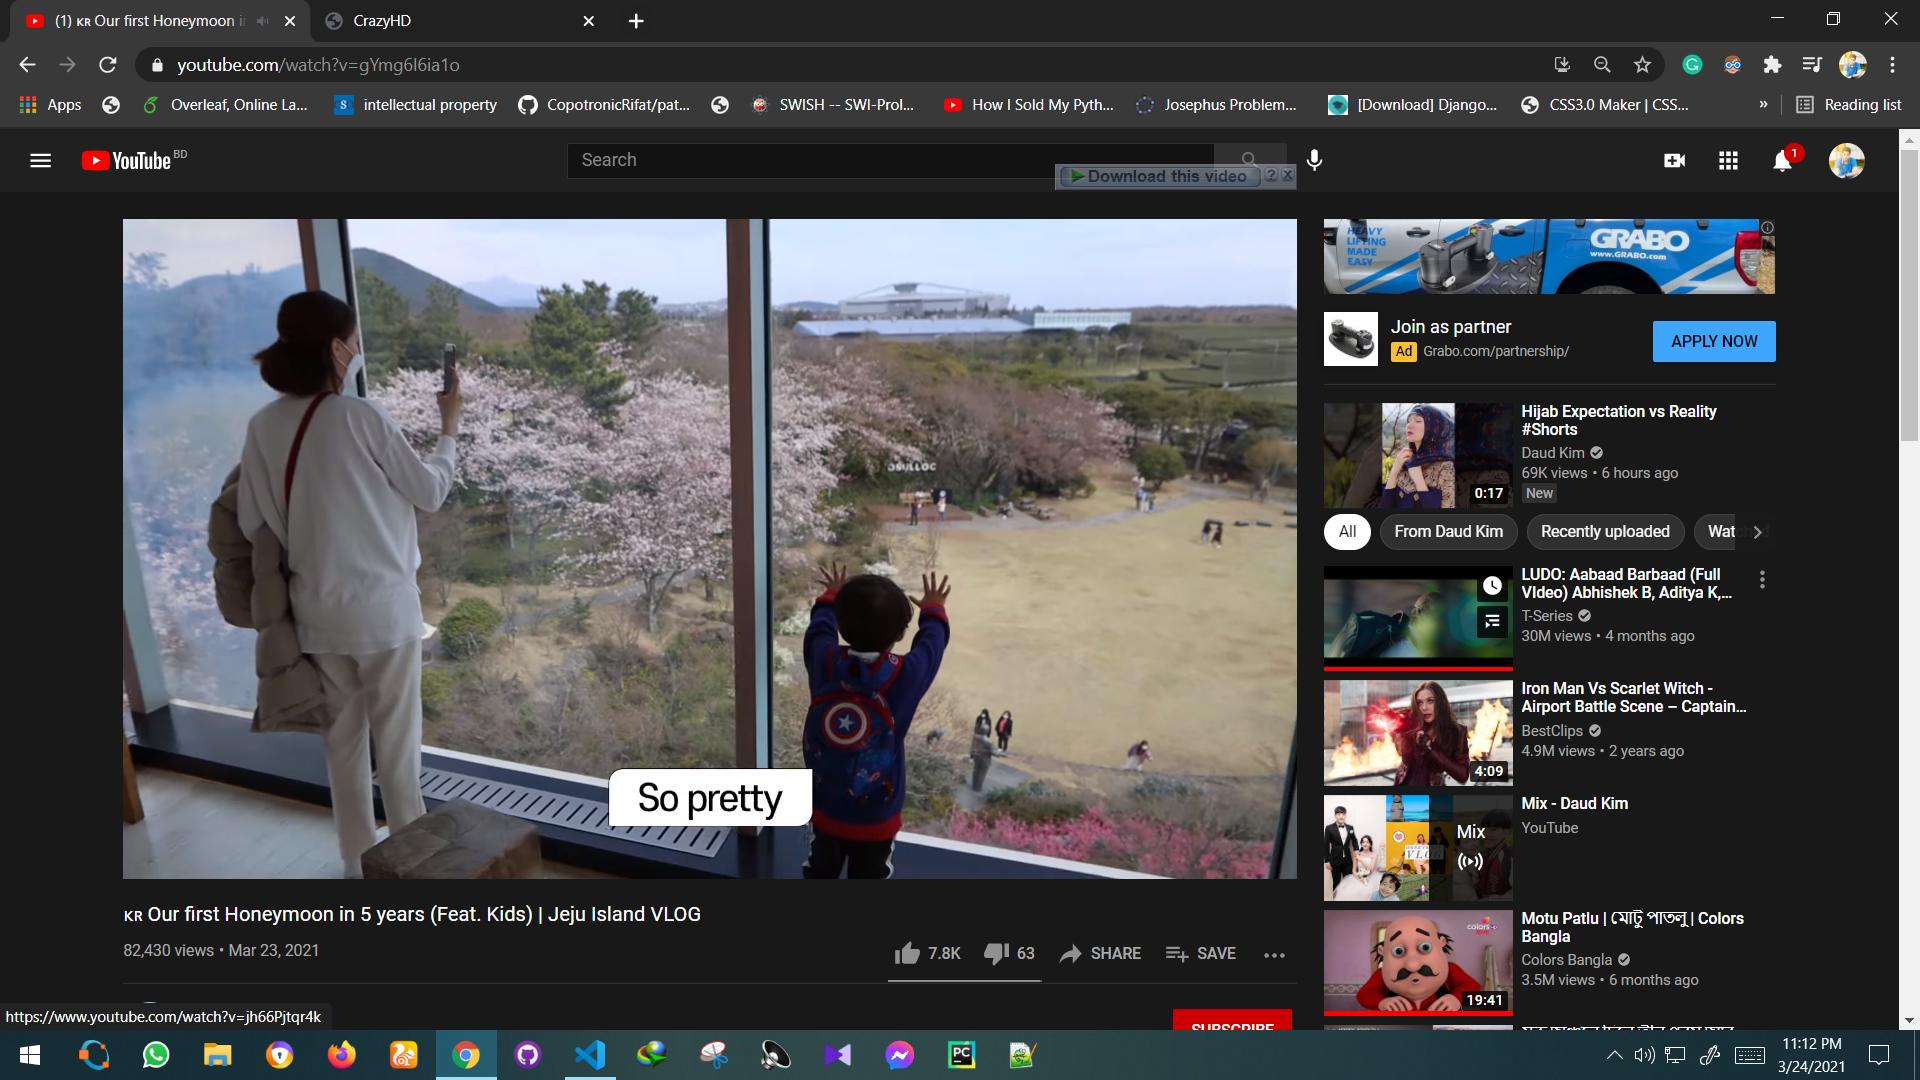 (1) ᴋʀ Our first Honeymoon i
CrazyHD
youtube.com/watch?v=gYmg6I6ia1o
Apps
Overleaf, Online La...
intellectual property
CopotronicRifat/pat...
SWISH -- SWI-Prol...
How I Sold My Pyth...
Josephus Problem...
[Download] Django...
CSS3.0 Maker | CSS...
»
Reading list
YouTube BD
Search
Download this video
1
HEAVY
LIFTING
MADE
EASY
GRABO
www.GRABO.com
Join as partner
Ad Grabo.com/partnership/
APPLY NOW
Hijab Expectation vs Reality
#Shorts
Daud Kim
69K views • 6 hours ago
New
0:17
All
From Daud Kim
Recently uploaded
Watched
LUDO: Aabaad Barbaad (Full
VIdeo) Abhishek B, Aditya K,...
T-Series
30M views • 4 months ago
Iron Man Vs Scarlet Witch -
Airport Battle Scene – Captain...
BestClips
4.9M views • 2 years ago
4:09
Mix - Daud Kim
YouTube
Mix
VLOG
Motu Patlu | মোটু পাতলু | Colors
Bangla
Colors Bangla
3.5M views • 6 months ago
colors
19:41
OSULLOC
So pretty
ᴋʀ Our first Honeymoon in 5 years (Feat. Kids) | Jeju Island VLOG
82,430 views • Mar 23, 2021
7.8K
63
SHARE
SAVE
SUBSCRIBE
https://www.youtube.com/watch?v=jh66Pjtqr4k
PC
11:12 PM
3/24/2021